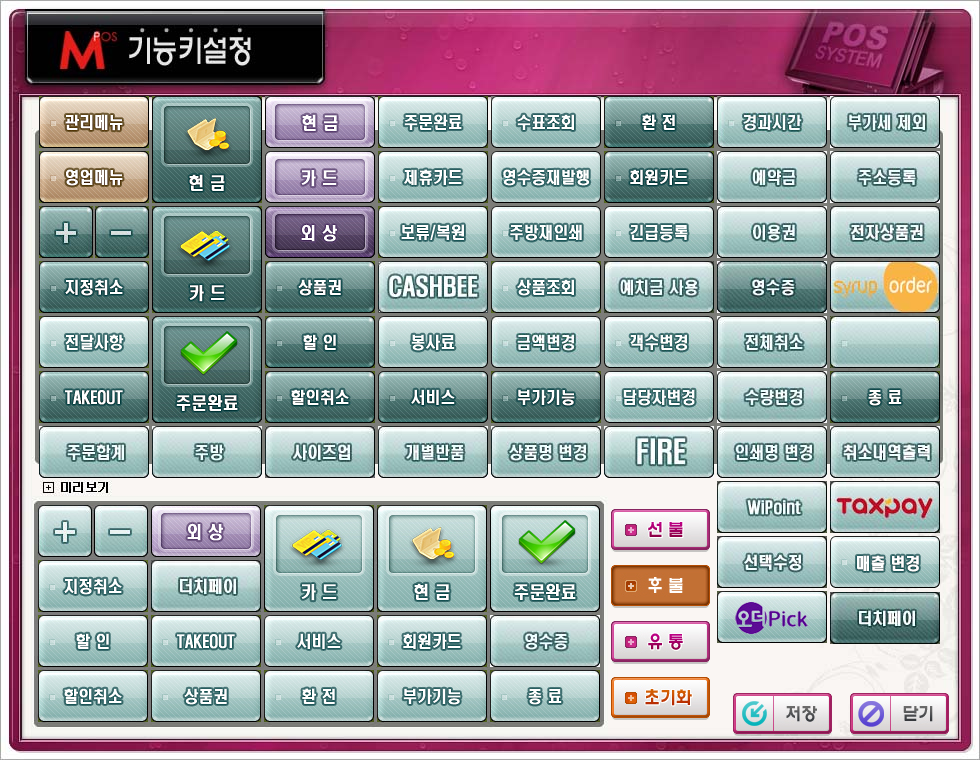 MPOS 기능키설정
POS
SYSTEM
관리메뉴 현 금 현 금 주문완료 수표조회 환 전 경과시간 부가세 제외
영업메뉴 카 드 제휴카드 영수증재발행 회원카드 예약금 주소등록
+ - 카 드 외 상 보류/복원 주방재인쇄 긴급등록 이용권 전자상품권
지정취소 상품권 CASHBEE 상품조회 예치금 사용 영수증 syrup order
전달사항 주문완료 할 인 봉사료 금액변경 객수변경 전체취소
TAKEOUT 할인취소 서비스 부가기능 담당자변경 수량변경 종 료
주문합계 주방 사이즈업 개별반품 상품명 변경 FIRE 인쇄명 변경 취소내역출력
미리보기
WiPoint taxpay
선택수정 매출 변경
오더Pick 더치페이
+ - 외 상 카 드 현 금 주문완료 선 불
지정취소 더치페이 후 불
할 인 TAKEOUT 서비스 회원카드 영수증 유 통
할인취소 상품권 환 전 부가기능 종 료 초기화
저장 닫기